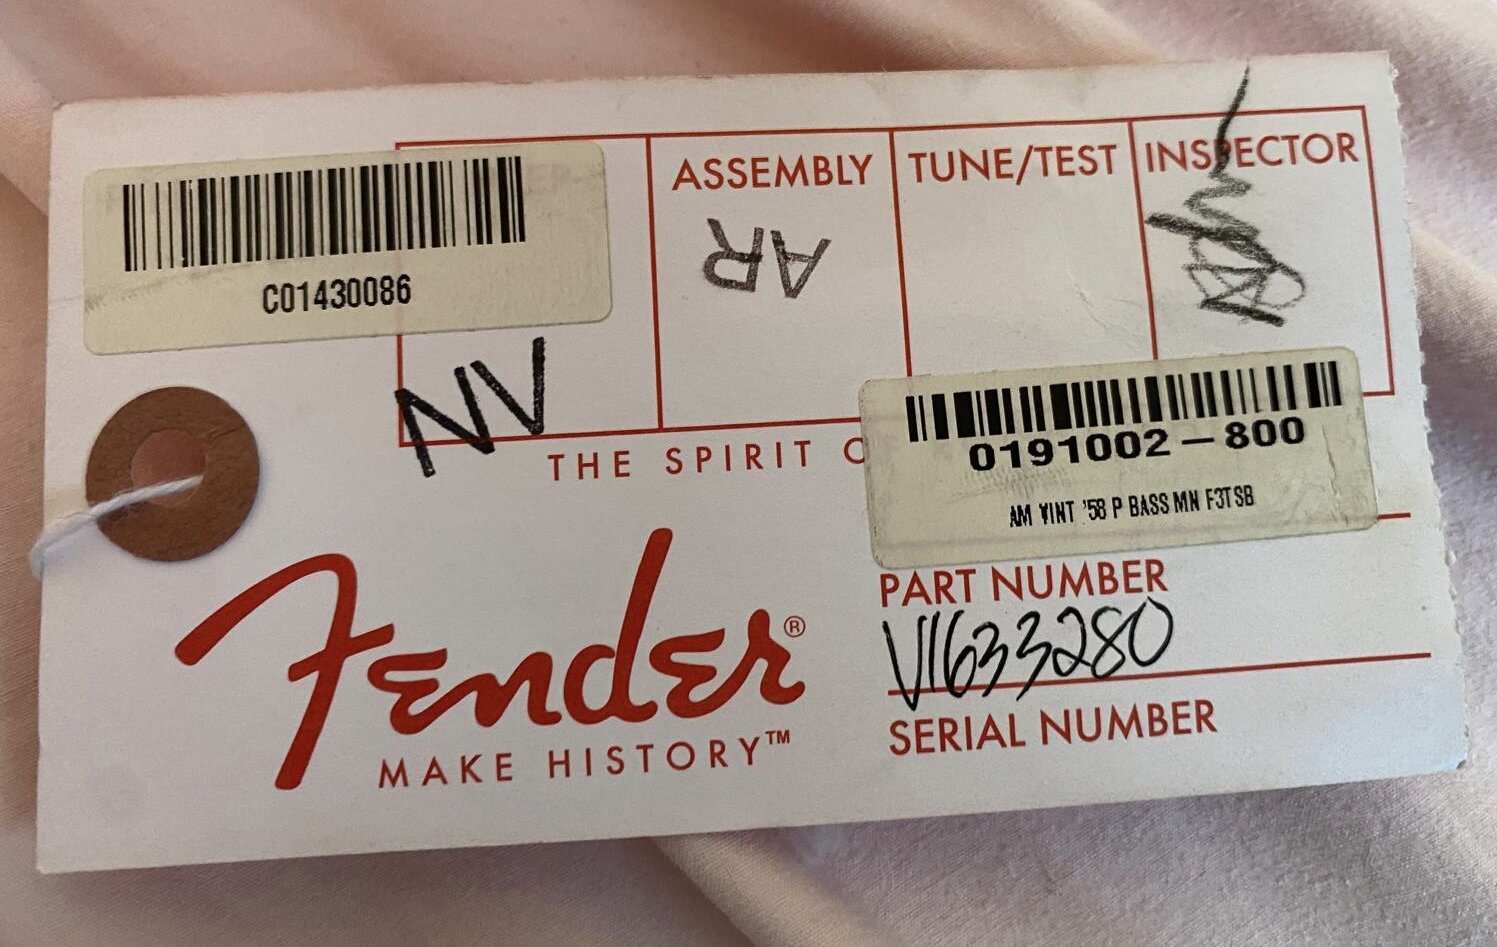 ASSEMBLY
TUNE/TEST
INSPECTOR
C01430086
AR
NV
THE SPIRIT
0191002-800
AM VINT '58 P BASS MN F3TSB
PART NUMBER
V1633280
SERIAL NUMBER
Fender®
MAKE HISTORY™